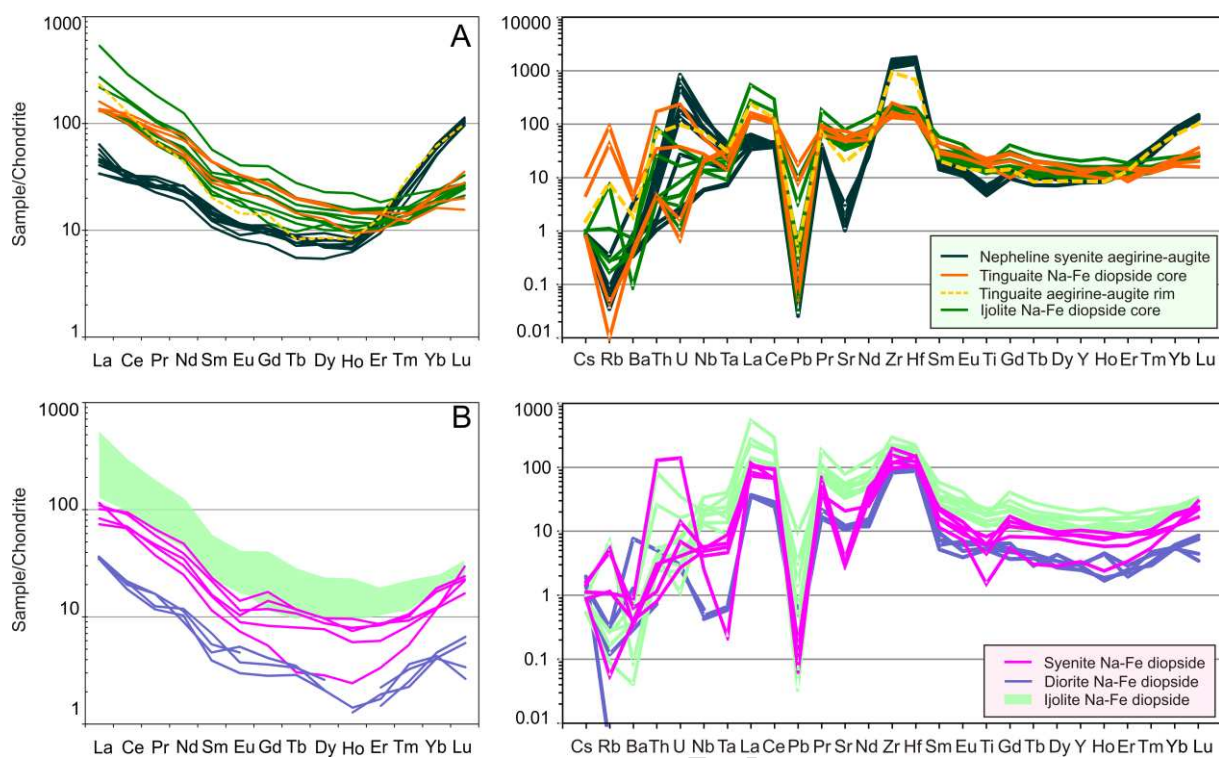 A
Sample/Chondrite
1000
100
10
1
La Ce Pr Nd Sm Eu Gd Tb Dy Ho Er Tm Yb Lu
10000
1000
100
10
1
0.1
0.01
Nepheline syenite aegirine-augite
Tinguaite Na-Fe diopside core
Tinguaite aegirine-augite rim
Ijolite Na-Fe diopside core
Cs Rb Ba Th U Nb Ta La Ce Pb Pr Sr Nd Zr Hf Sm Eu Ti Gd Tb Dy Y Ho Er Tm Yb Lu
B
Sample/Chondrite
1000
100
10
1
La Ce Pr Nd Sm Eu Gd Tb Dy Ho Er Tm Yb Lu
1000
100
10
1
0.1
0.01
Syenite Na-Fe diopside
Diorite Na-Fe diopside
Ijolite Na-Fe diopside
Cs Rb Ba Th U Nb Ta La Ce Pb Pr Sr Nd Zr Hf Sm Eu Ti Gd Tb Dy Y Ho Er Tm Yb Lu